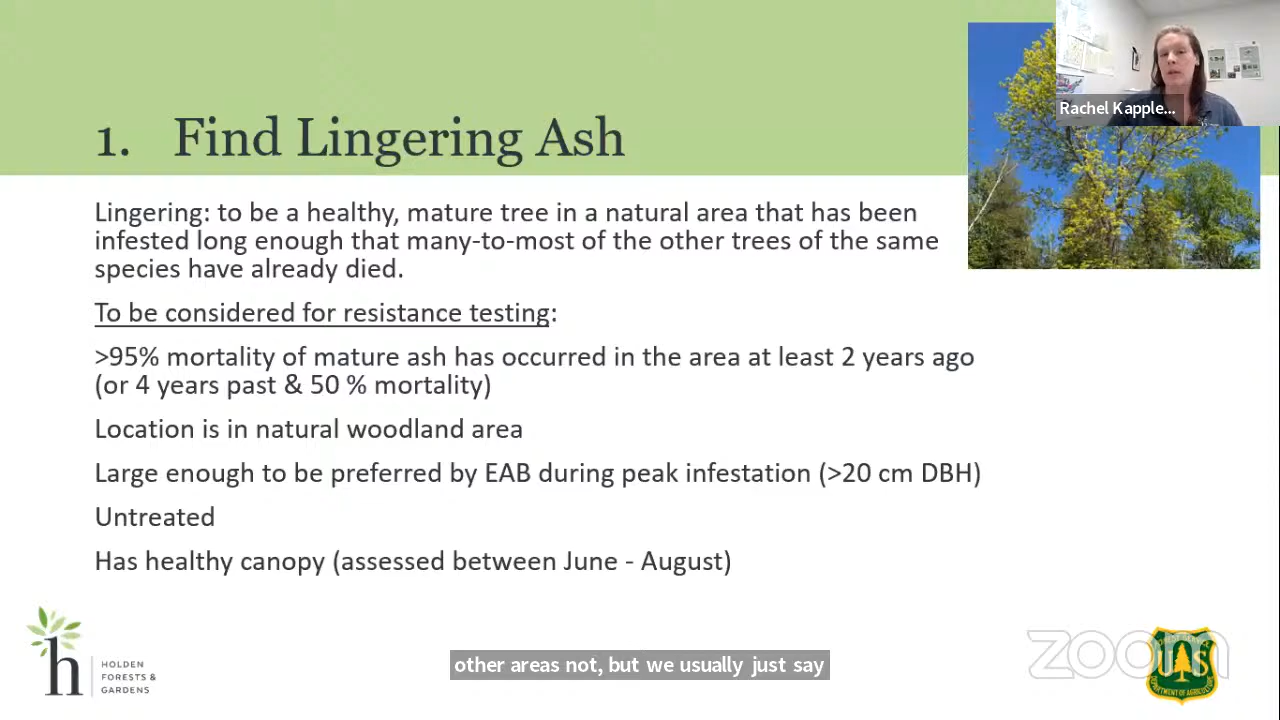 Rachel Kapple...
1. Find Lingering Ash
Lingering: to be a healthy, mature tree in a natural area that has been
infested long enough that many-to-most of the other trees of the same
species have already died.
To be considered for resistance testing:
>95% mortality of mature ash has occurred in the area at least 2 years ago
(or 4 years past & 50 % mortality)
Location is in natural woodland area
Large enough to be preferred by EAB during peak infestation (>20 cm DBH)
Untreated
Has healthy canopy (assessed between June - August)
HOLDEN
FORESTS &
GARDENS
other areas not, but we usually just say
zoom
FOREST SERVICE
U S
DEPARTMENT OF AGRICULTURE